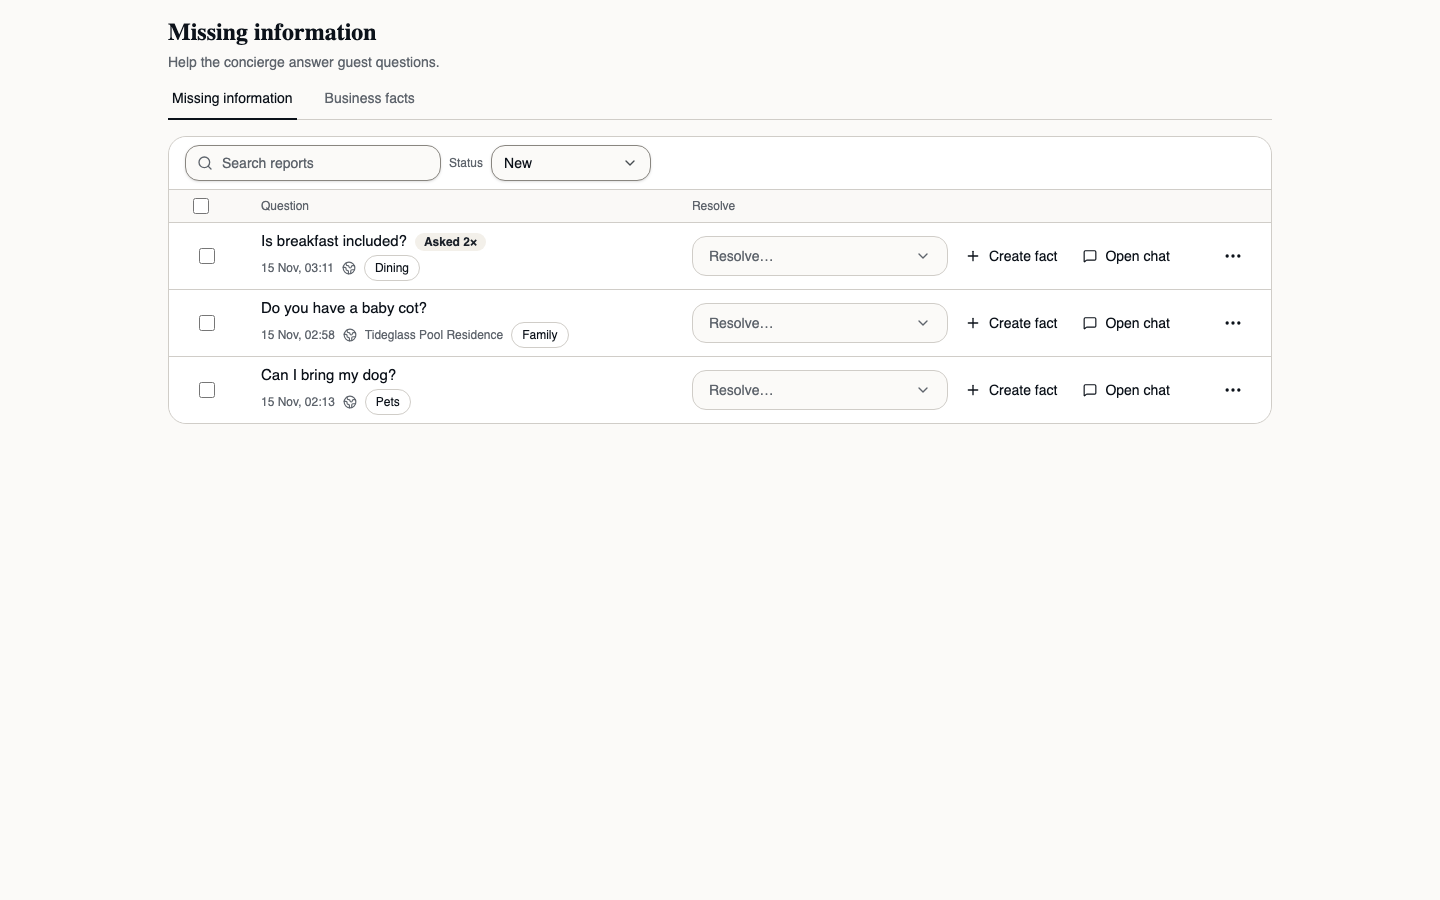 Missing information
Help the concierge answer guest questions.
Missing information Business facts
Search reports Status New
Question Resolve
Is breakfast included? Asked 2×
15 Nov, 03:11 Dining
Resolve… Create fact Open chat
Do you have a baby cot?
15 Nov, 02:58 Tideglass Pool Residence Family
Resolve… Create fact Open chat
Can I bring my dog?
15 Nov, 02:13 Pets
Resolve… Create fact Open chat